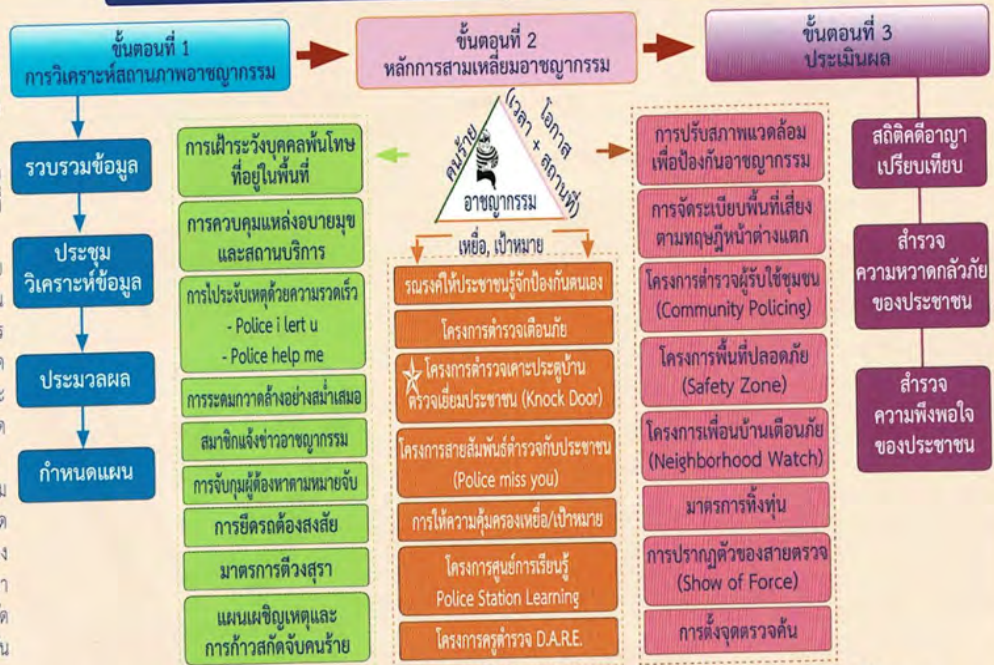 ขั้นตอนที่ 1
การวิเคราะห์สถานภาพอาชญากรรม
ขั้นตอนที่ 2
หลักการสามเหลี่ยมอาชญากรรม
ขั้นตอนที่ 3
ประเมินผล
รวบรวมข้อมูล
ประชุม
วิเคราะห์ข้อมูล
ประมวลผล
กำหนดแผน
คนร้าย
โอกาส
(เวลา + สถานที่)
อาชญากรรม
เหยื่อ, เป้าหมาย
การเฝ้าระวังบุคคลพ้นโทษ
ที่อยู่ในพื้นที่
การควบคุมแหล่งอบายมุข
และสถานบริการ
การไประงับเหตุด้วยความรวดเร็ว
- Police i lert u
- Police help me
การระดมกวาดล้างอย่างสม่ำเสมอ
สมาชิกแจ้งข่าวอาชญากรรม
การจับกุมผู้ต้องหาตามหมายจับ
การยึดรถต้องสงสัย
มาตรการตีวงสุรา
แผนเผชิญเหตุและ
การก้าวสกัดจับคนร้าย
รณรงค์ให้ประชาชนรู้จักป้องกันตนเอง
โครงการตำรวจเตือนภัย
โครงการตำรวจเคาะประตูบ้าน
ตรวจเยี่ยมประชาชน (Knock Door)
โครงการสายสัมพันธ์ตำรวจกับประชาชน
(Police miss you)
การให้ความคุ้มครองเหยื่อ/เป้าหมาย
โครงการศูนย์การเรียนรู้
Police Station Learning
โครงการครูตำรวจ D.A.R.E.
การปรับสภาพแวดล้อม
เพื่อป้องกันอาชญากรรม
การจัดระเบียบพื้นที่เสี่ยง
ตามทฤษฎีหน้าต่างแตก
โครงการตำรวจผู้รับใช้ชุมชน
(Community Policing)
โครงการพื้นที่ปลอดภัย
(Safety Zone)
โครงการเพื่อนบ้านเตือนภัย
(Neighborhood Watch)
มาตรการทิ้งทุ่น
การปรากฏตัวของสายตรวจ
(Show of Force)
การตั้งจุดตรวจค้น
สถิติคดีอาญา
เปรียบเทียบ
สำรวจ
ความหวาดกลัวภัย
ของประชาชน
สำรวจ
ความพึงพอใจ
ของประชาชน